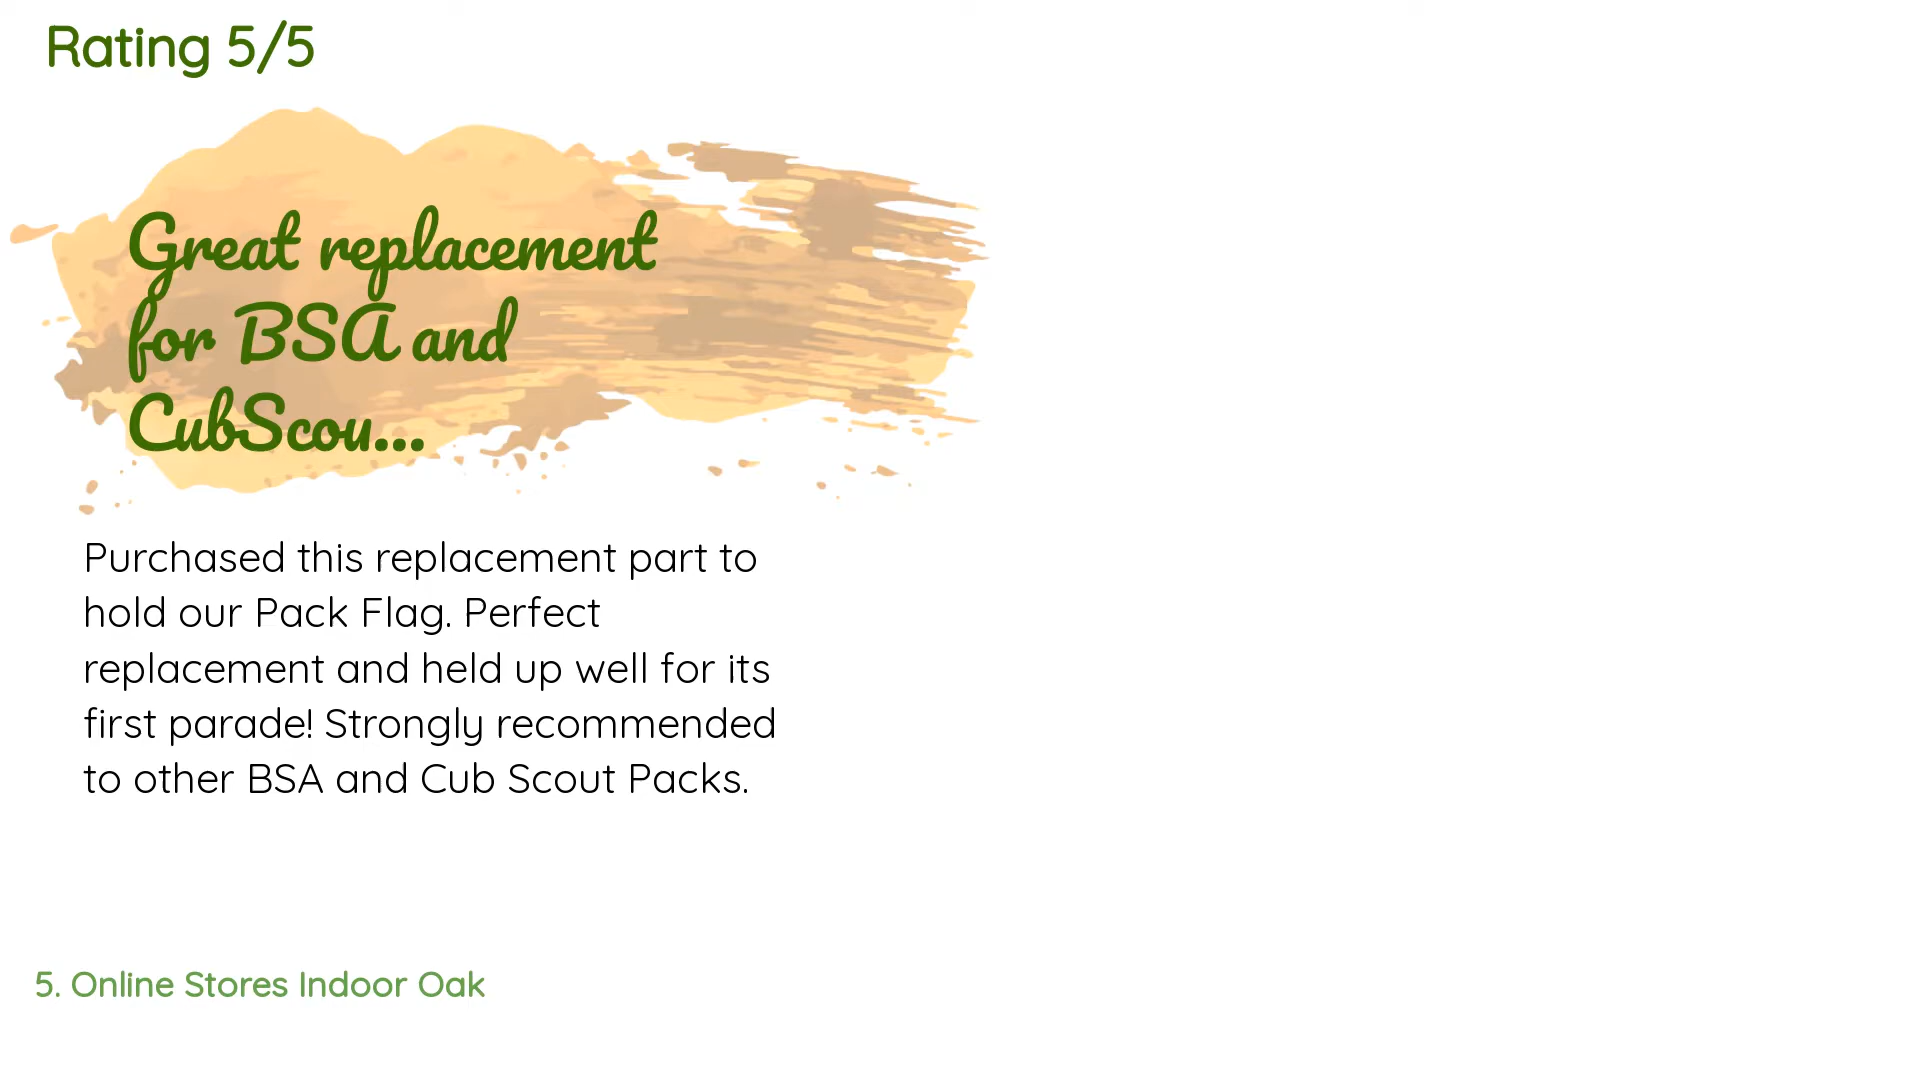 Rating 5/5
Great replacement
for BSA and
CubScou...
Purchased this replacement part to
hold our Pack Flag. Perfect
replacement and held up well for its
first parade! Strongly recommended
to other BSA and Cub Scout Packs.
5. Online Stores Indoor Oak